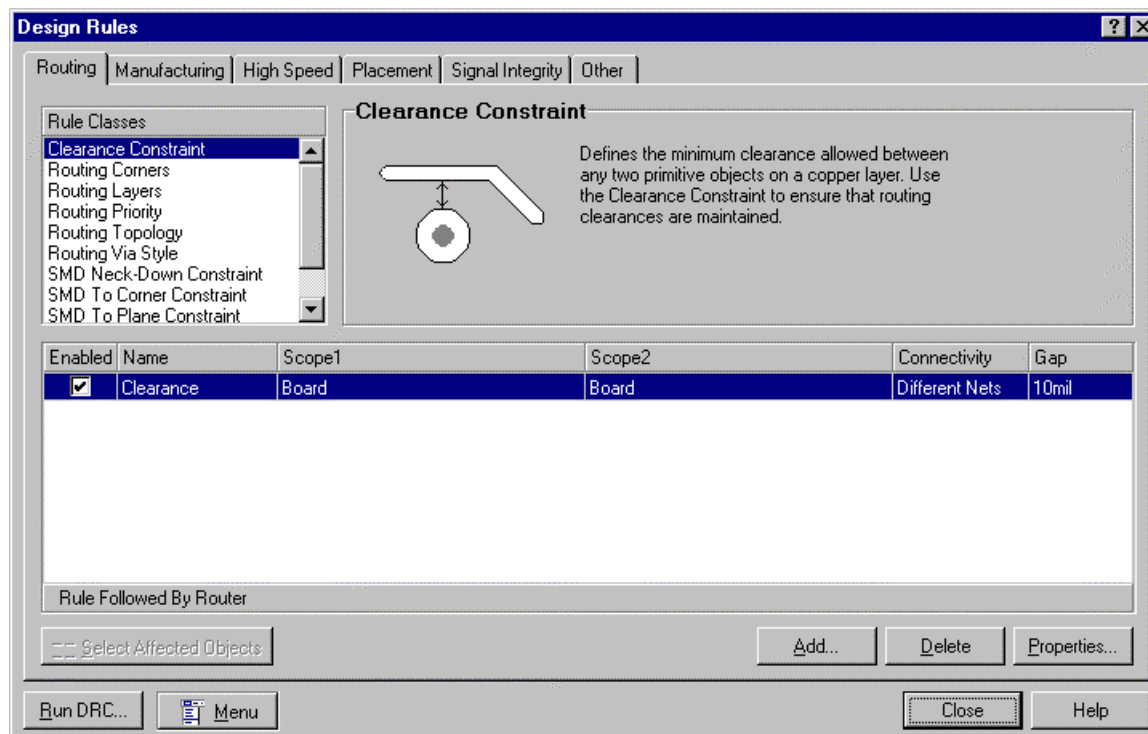 Design Rules
Routing Manufacturing High Speed Placement Signal Integrity Other
Rule Classes
Clearance Constraint
Routing Corners
Routing Layers
Routing Priority
Routing Topology
Routing Via Style
SMD Neck-Down Constraint
SMD To Corner Constraint
SMD To Plane Constraint
Clearance Constraint
Defines the minimum clearance allowed between
any two primitive objects on a copper layer. Use
the Clearance Constraint to ensure that routing
clearances are maintained.
Enabled Name Scope1 Scope2 Connectivity Gap
Clearance Board Board Different Nets 10mil
Rule Followed By Router
Select Affected Objects Add... Delete Properties...
Run DRC... Menu Close Help